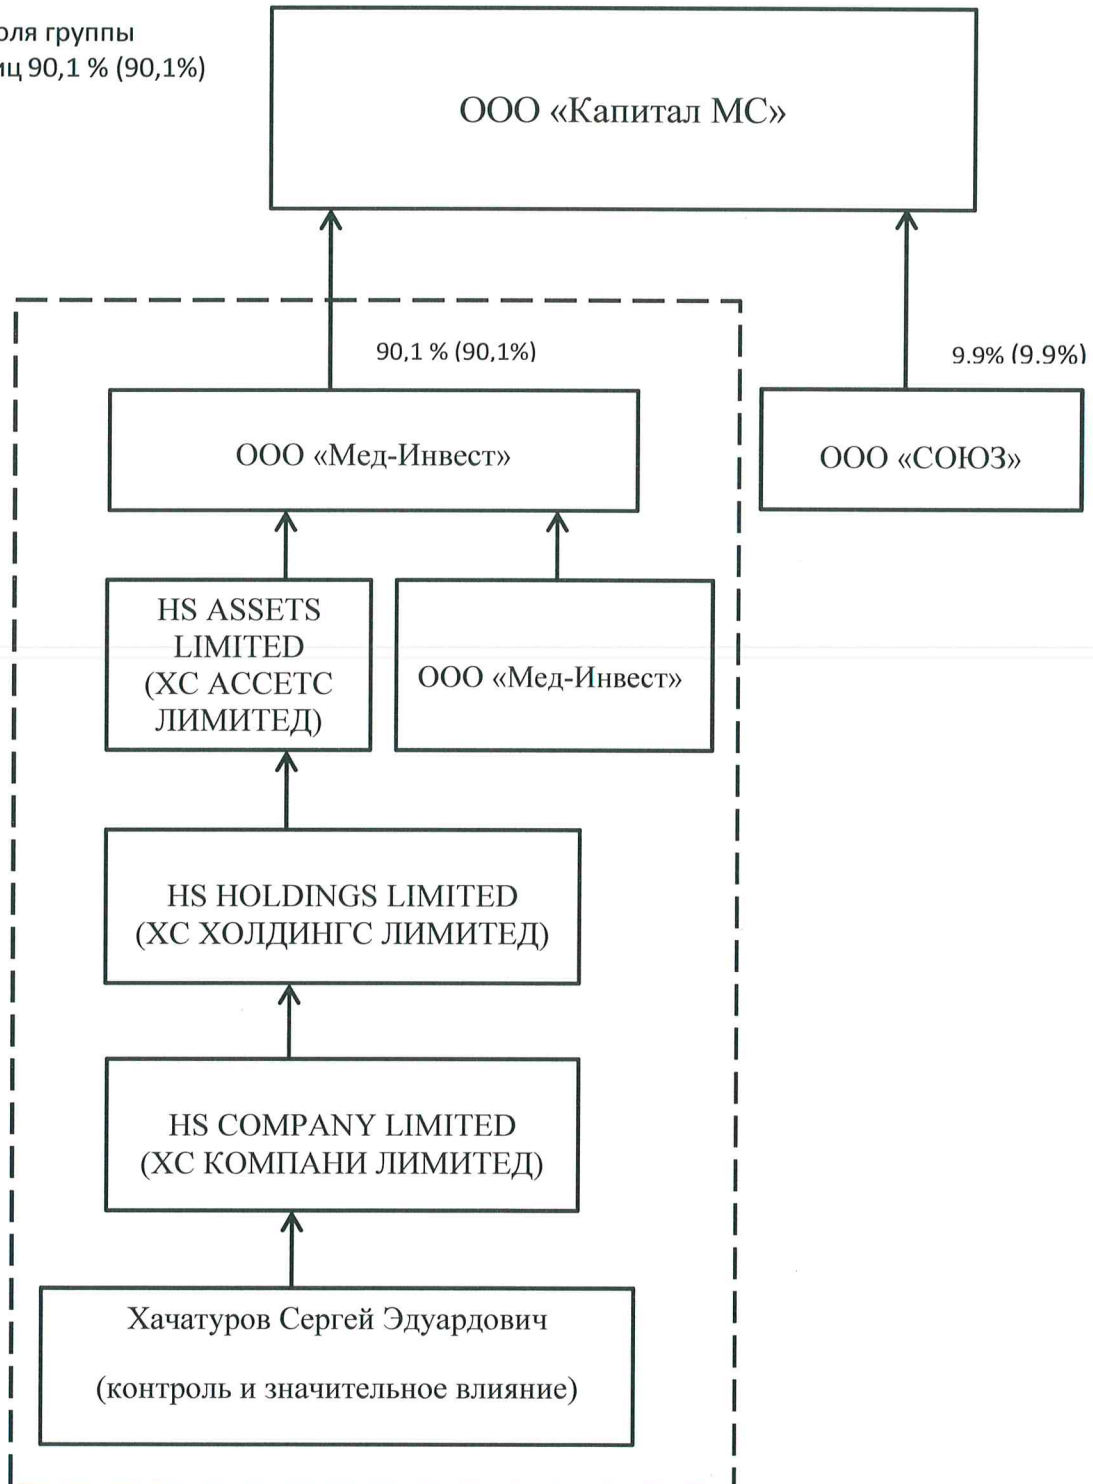 оля группы
иц 90,1 % (90,1%)
ООО «Капитал МС»
90,1 % (90,1%)
9.9% (9.9%)
ООО «Мед-Инвест»
ООО «СОЮЗ»
HS ASSETS
LIMITED
(ХС АССЕТС
ЛИМИТЕД)
ООО «Мед-Инвест»
HS HOLDINGS LIMITED
(ХС ХОЛДИНГС ЛИМИТЕД)
HS COMPANY LIMITED
(ХС КОМПАНИ ЛИМИТЕД)
Хачатуров Сергей Эдуардович
(контроль и значительное влияние)